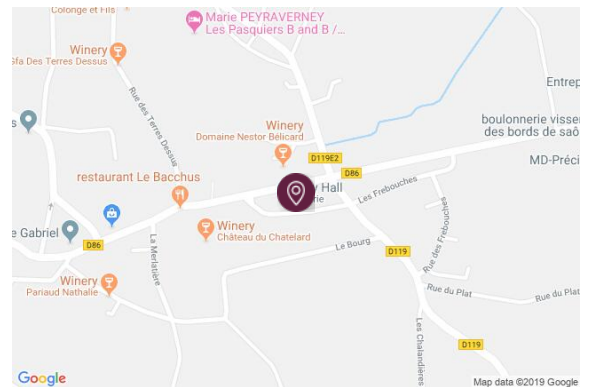 Colonge et Fils
Marie PEYRAVERNEY
Les Pasquiers B and B /...
Winery
Sfa Des Terres Dessus
Rue des Terres Dessus
Entrep
boulonnerie visse
des bords de saô
MD-Préci
Winery
Domaine Nestor Bélicard
D119E2
D86
s
restaurant Le Bacchus
y Hall
rie
Les Frebouches
e Gabriel
D86
Winery
Château du Chatelard
La Merlatière
Le Bourg
D119
Rue des Frebouches
Winery
Pariaud Nathalie
Rue du Plat
Rue du Plat
Les Chalandières
D119
Google
Map data ©2019 Google